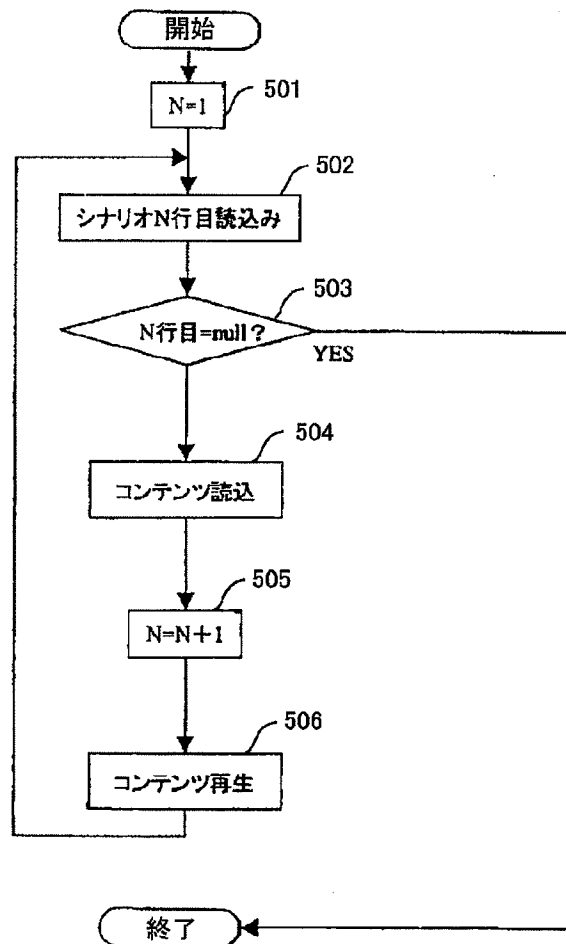 開始
501
N=1
502
シナリオN行目読込み
503
N行目=null?
YES
504
コンテンツ読込
505
N=N+1
506
コンテンツ再生
終了